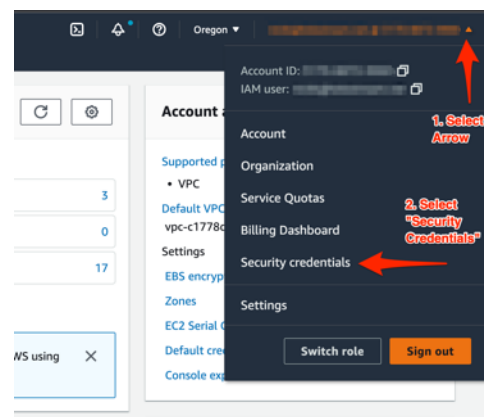 Oregon
Account ID:
IAM user:
1. Select
Arrow
Account a
Account
Supported p
Organization
• VPC
3
Service Quotas
2. Select
"Security
Credentials"
Default VPC
vpc-c1778c
0
Billing Dashboard
Settings
17
Security credentials
EBS encryp
Zones
Settings
EC2 Serial C
WS using
Default cre
Switch role
Sign out
Console exp